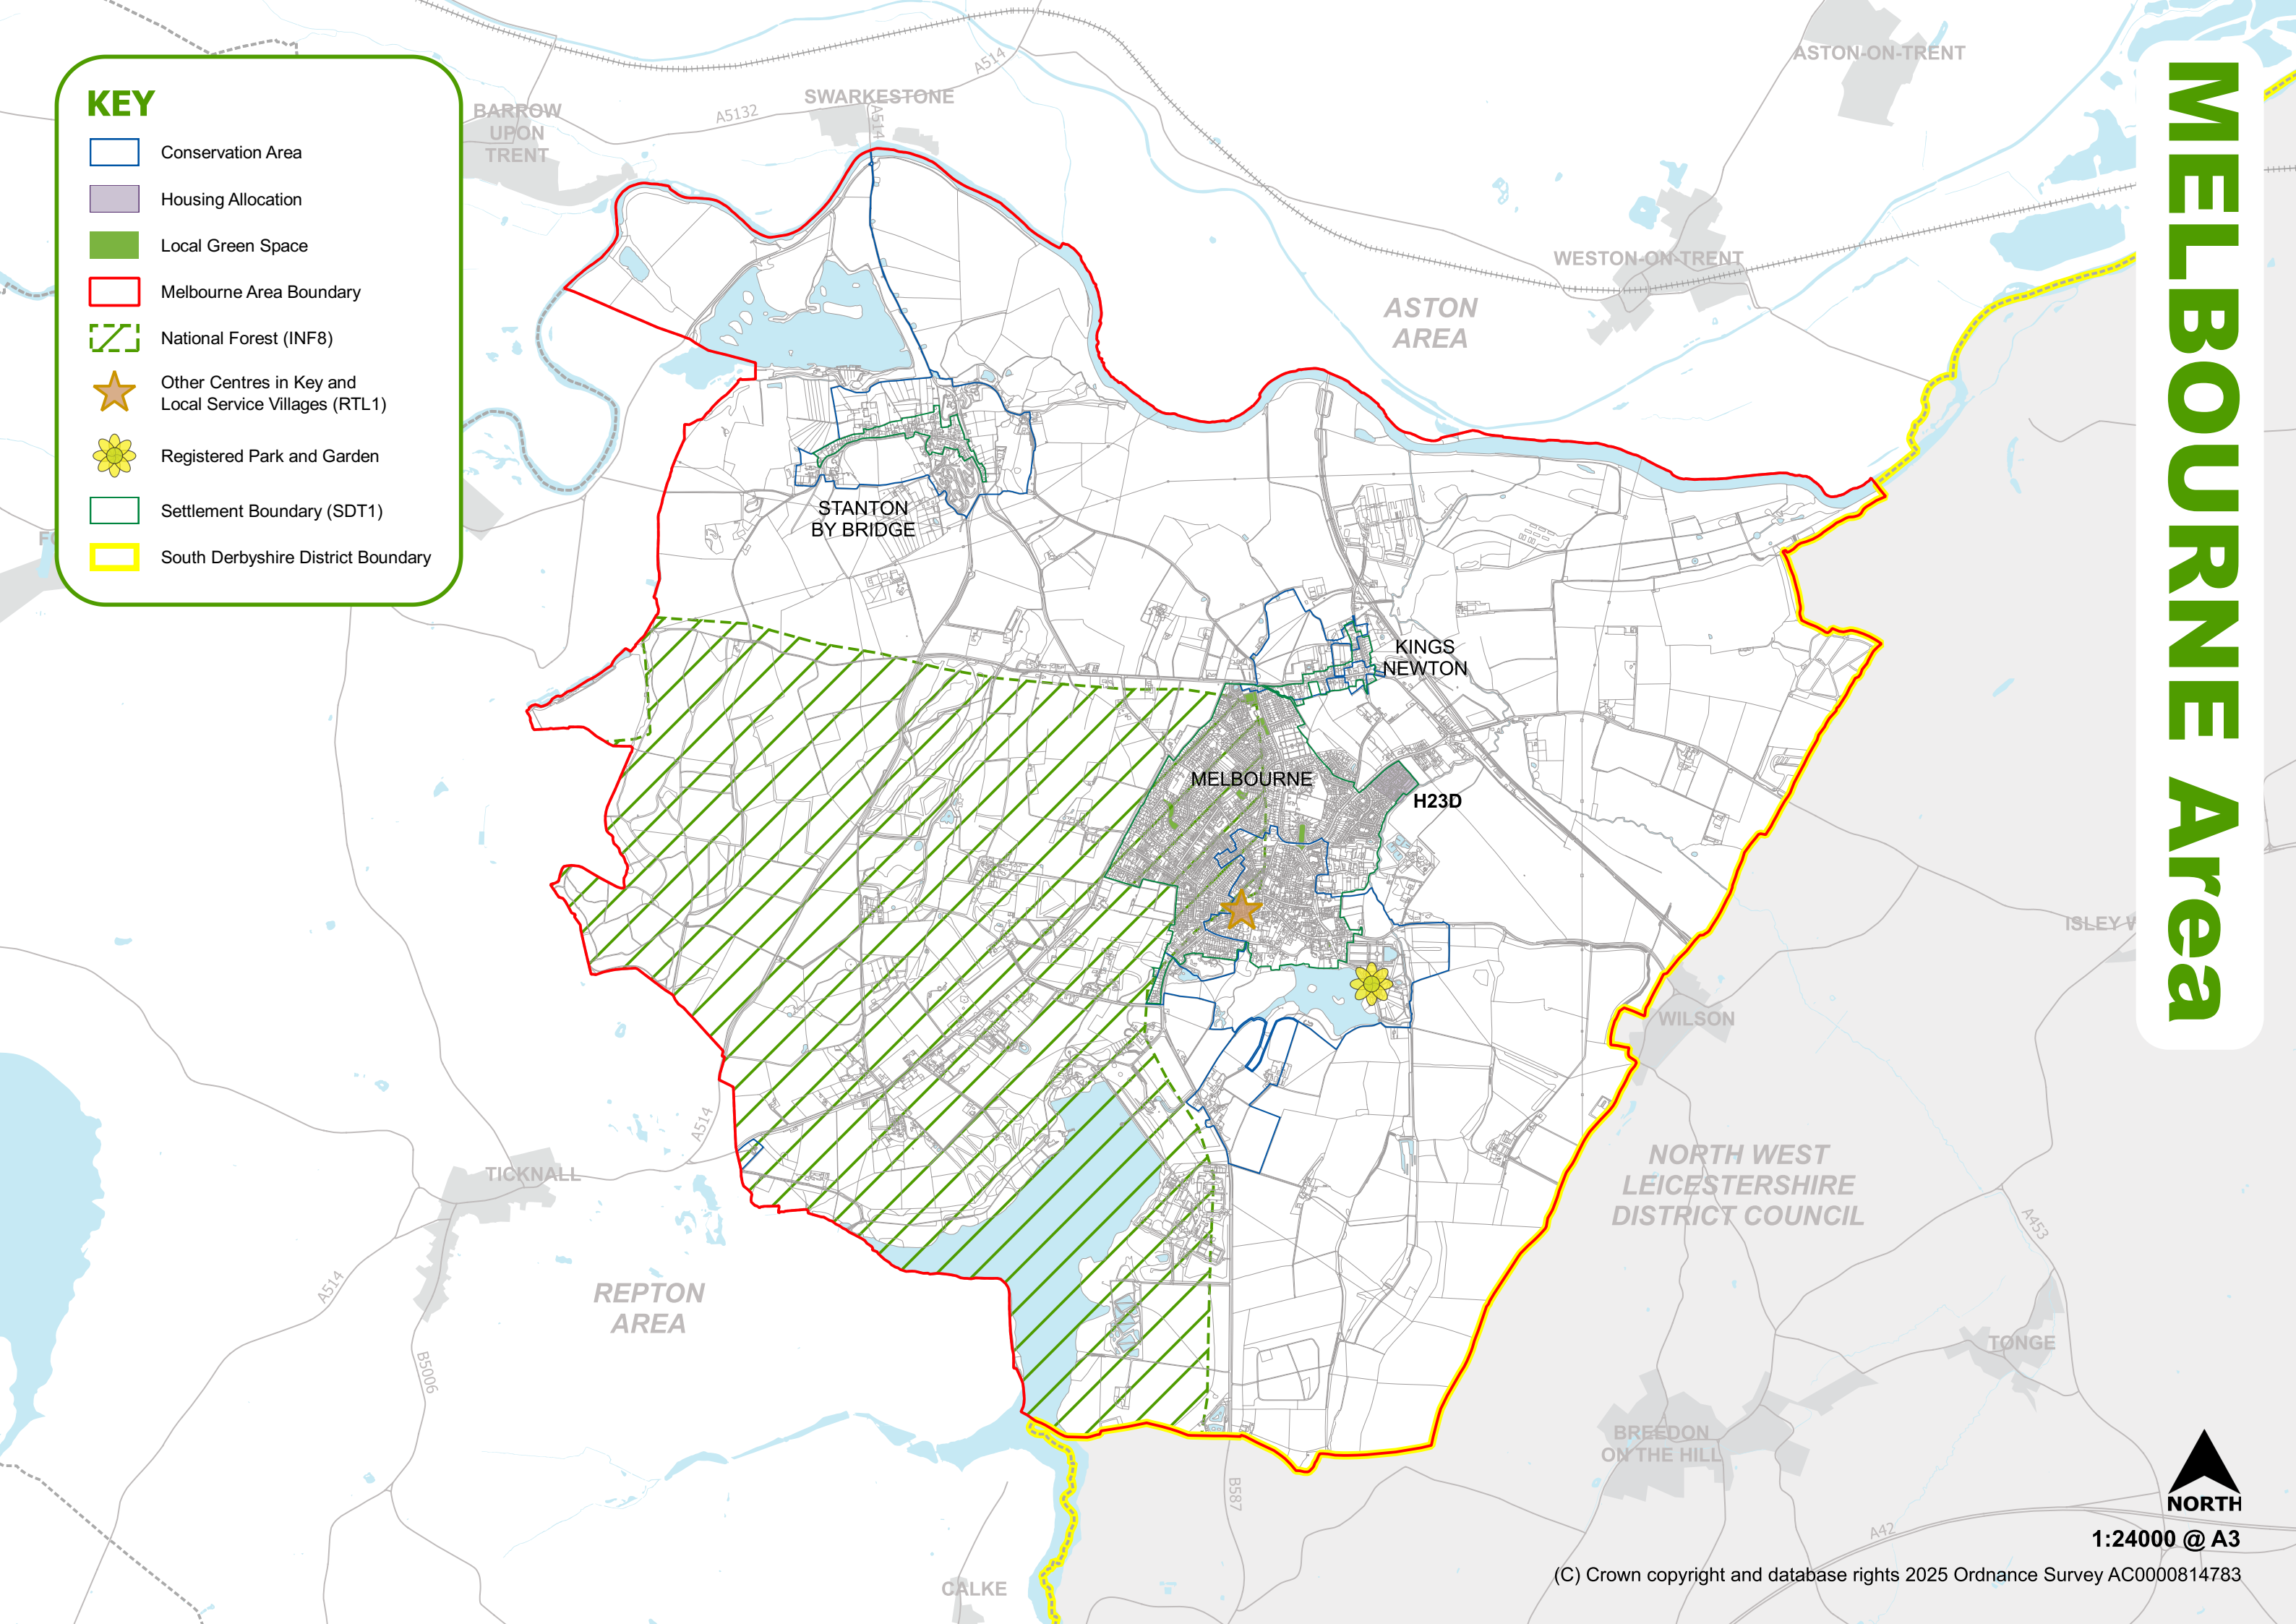 KEY
Conservation Area
Housing Allocation
Local Green Space
Melbourne Area Boundary
National Forest (INF8)
Other Centres in Key and
Local Service Villages (RTL1)
Registered Park and Garden
Settlement Boundary (SDT1)
South Derbyshire District Boundary
MELBOURNE Area
BARROW
UPON
TRENT
SWARKESTONE
A5132
A514
A514
ASTON-ON-TRENT
WESTON-ON-TRENT
ASTON
AREA
STANTON
BY BRIDGE
KINGS
NEWTON
MELBOURNE
H23D
ISLEY W
WILSON
A514
TICKNALL
NORTH WEST
LEICESTERSHIRE
DISTRICT COUNCIL
A453
REPTON
AREA
A514
B5006
TONGE
BREEDON
ON THE HILL
B587
A42
CALKE
NORTH
1:24000 @ A3
(C) Crown copyright and database rights 2025 Ordnance Survey AC0000814783